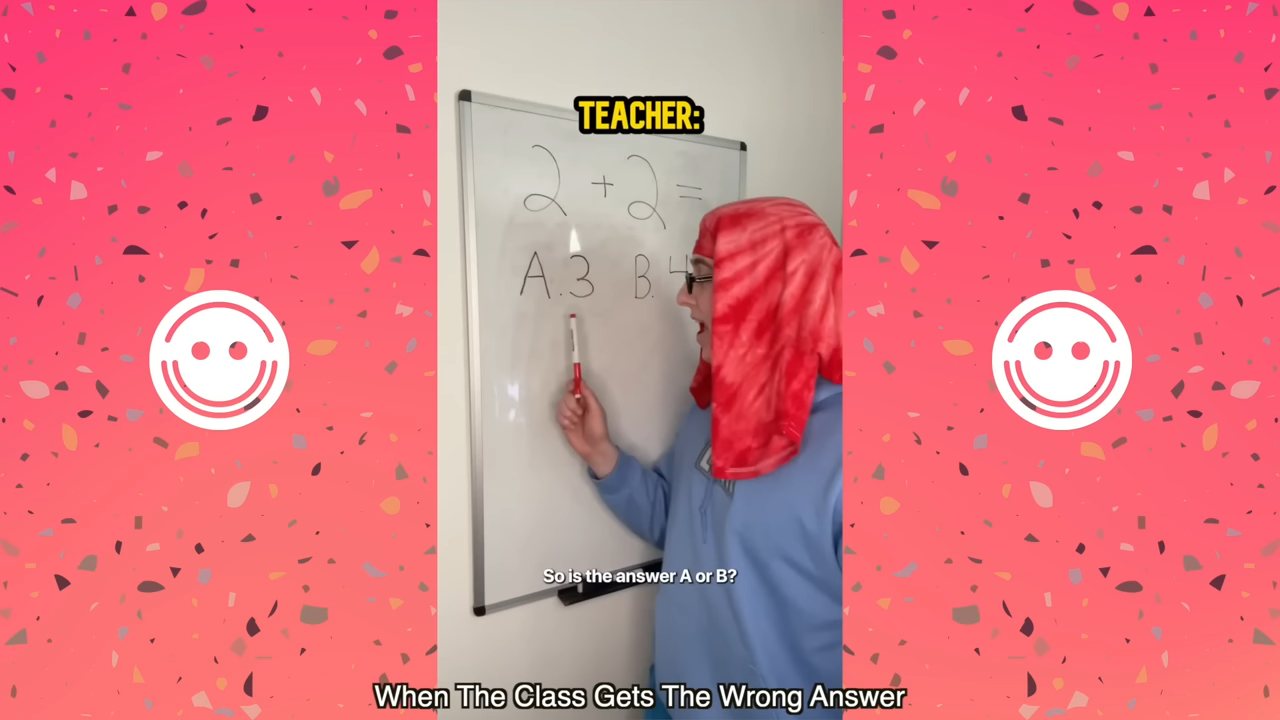 TEACHER:
2 + 2 =
A. 3 B. 4
So is the answer A or B?
When The Class Gets The Wrong Answer